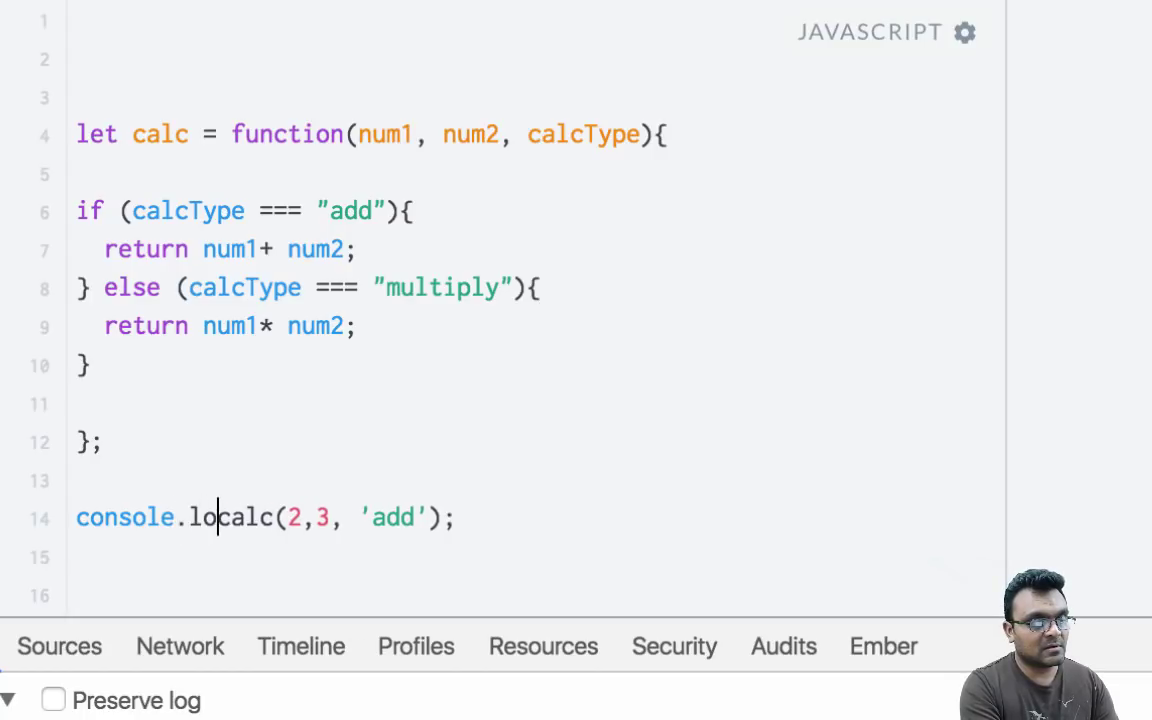 JAVASCRIPT
1
2
3
4 let calc = function(num1, num2, calcType){
5
6 if (calcType === "add"){
7 return num1+ num2;
8 } else (calcType === "multiply"){
9 return num1* num2;
10 }
11
12 };
13
14 console.localc(2,3, 'add');
15
16
Sources Network Timeline Profiles Resources Security Audits Ember
Preserve log